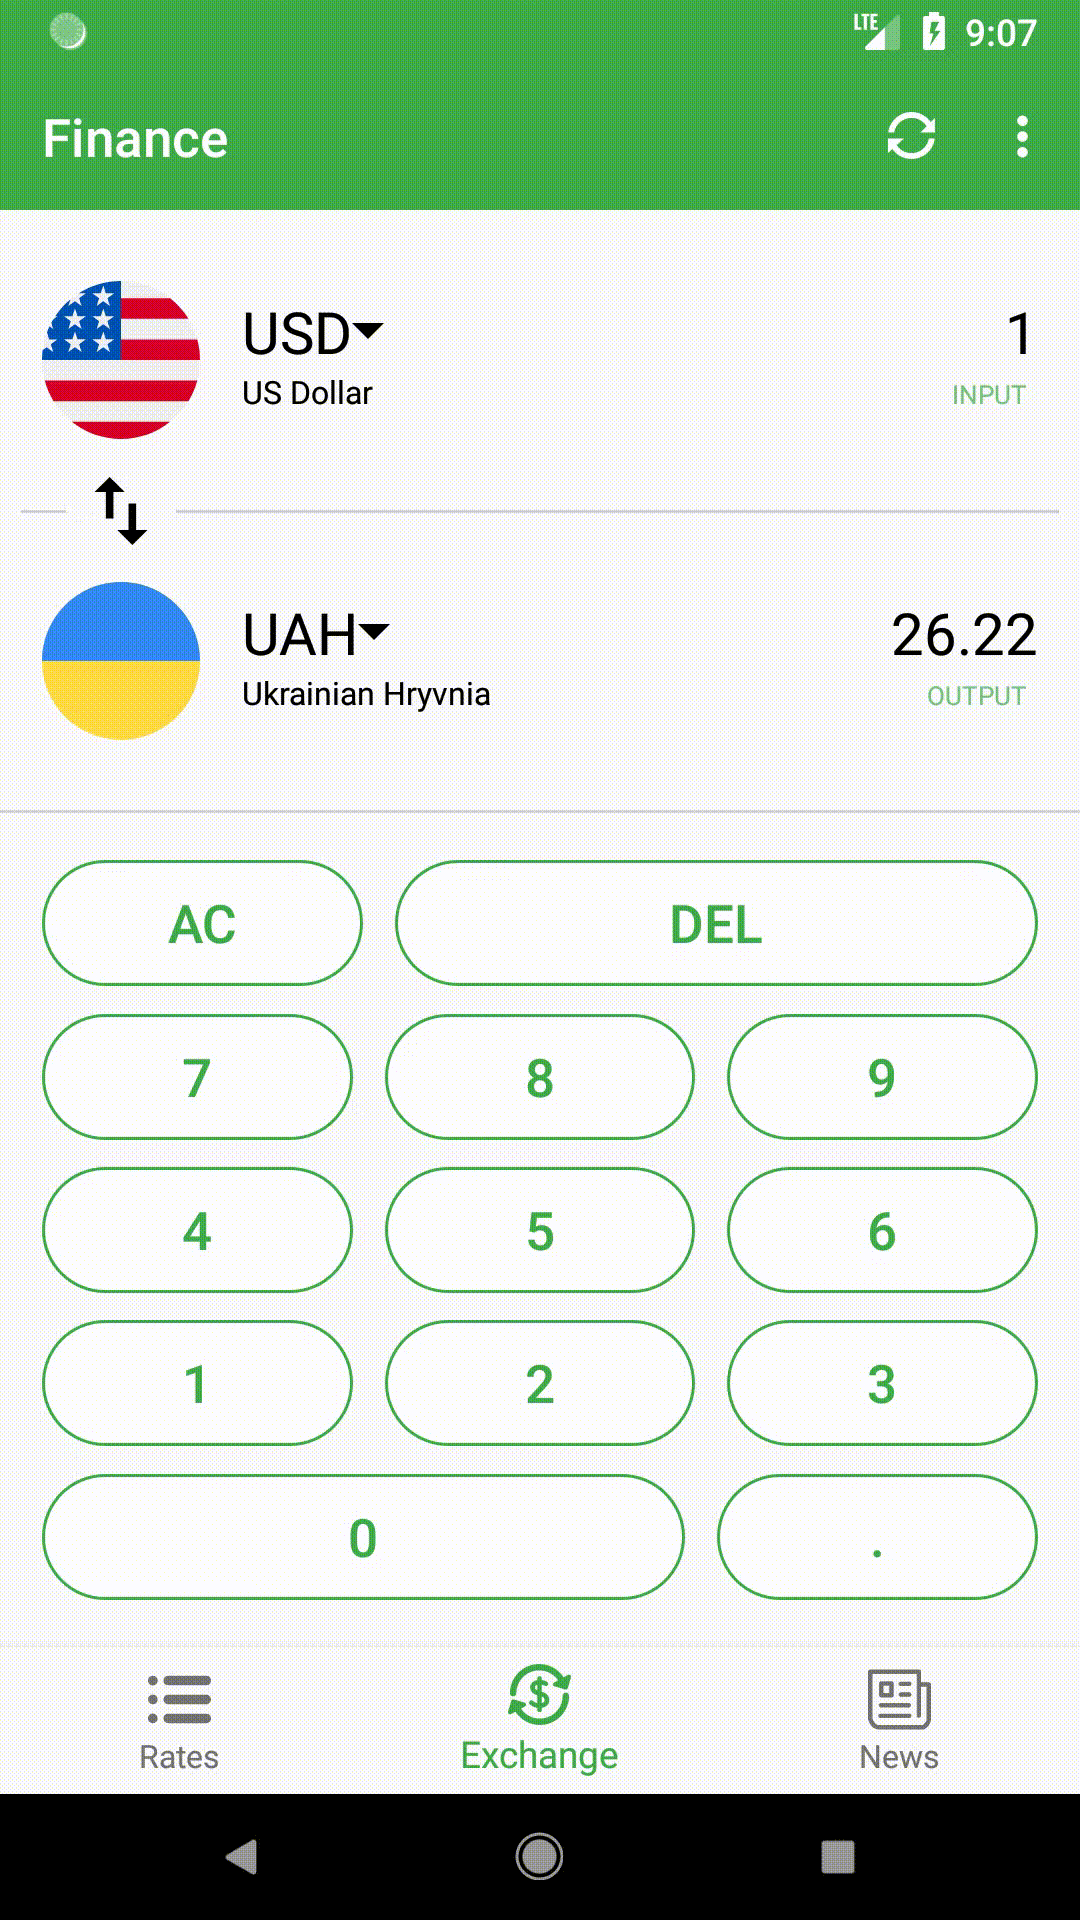 LTE 9:07
Finance
USD 1
US Dollar INPUT
UAH 26.22
Ukrainian Hryvnia OUTPUT
AC DEL
7 8 9
4 5 6
1 2 3
0 .
$
Rates Exchange News